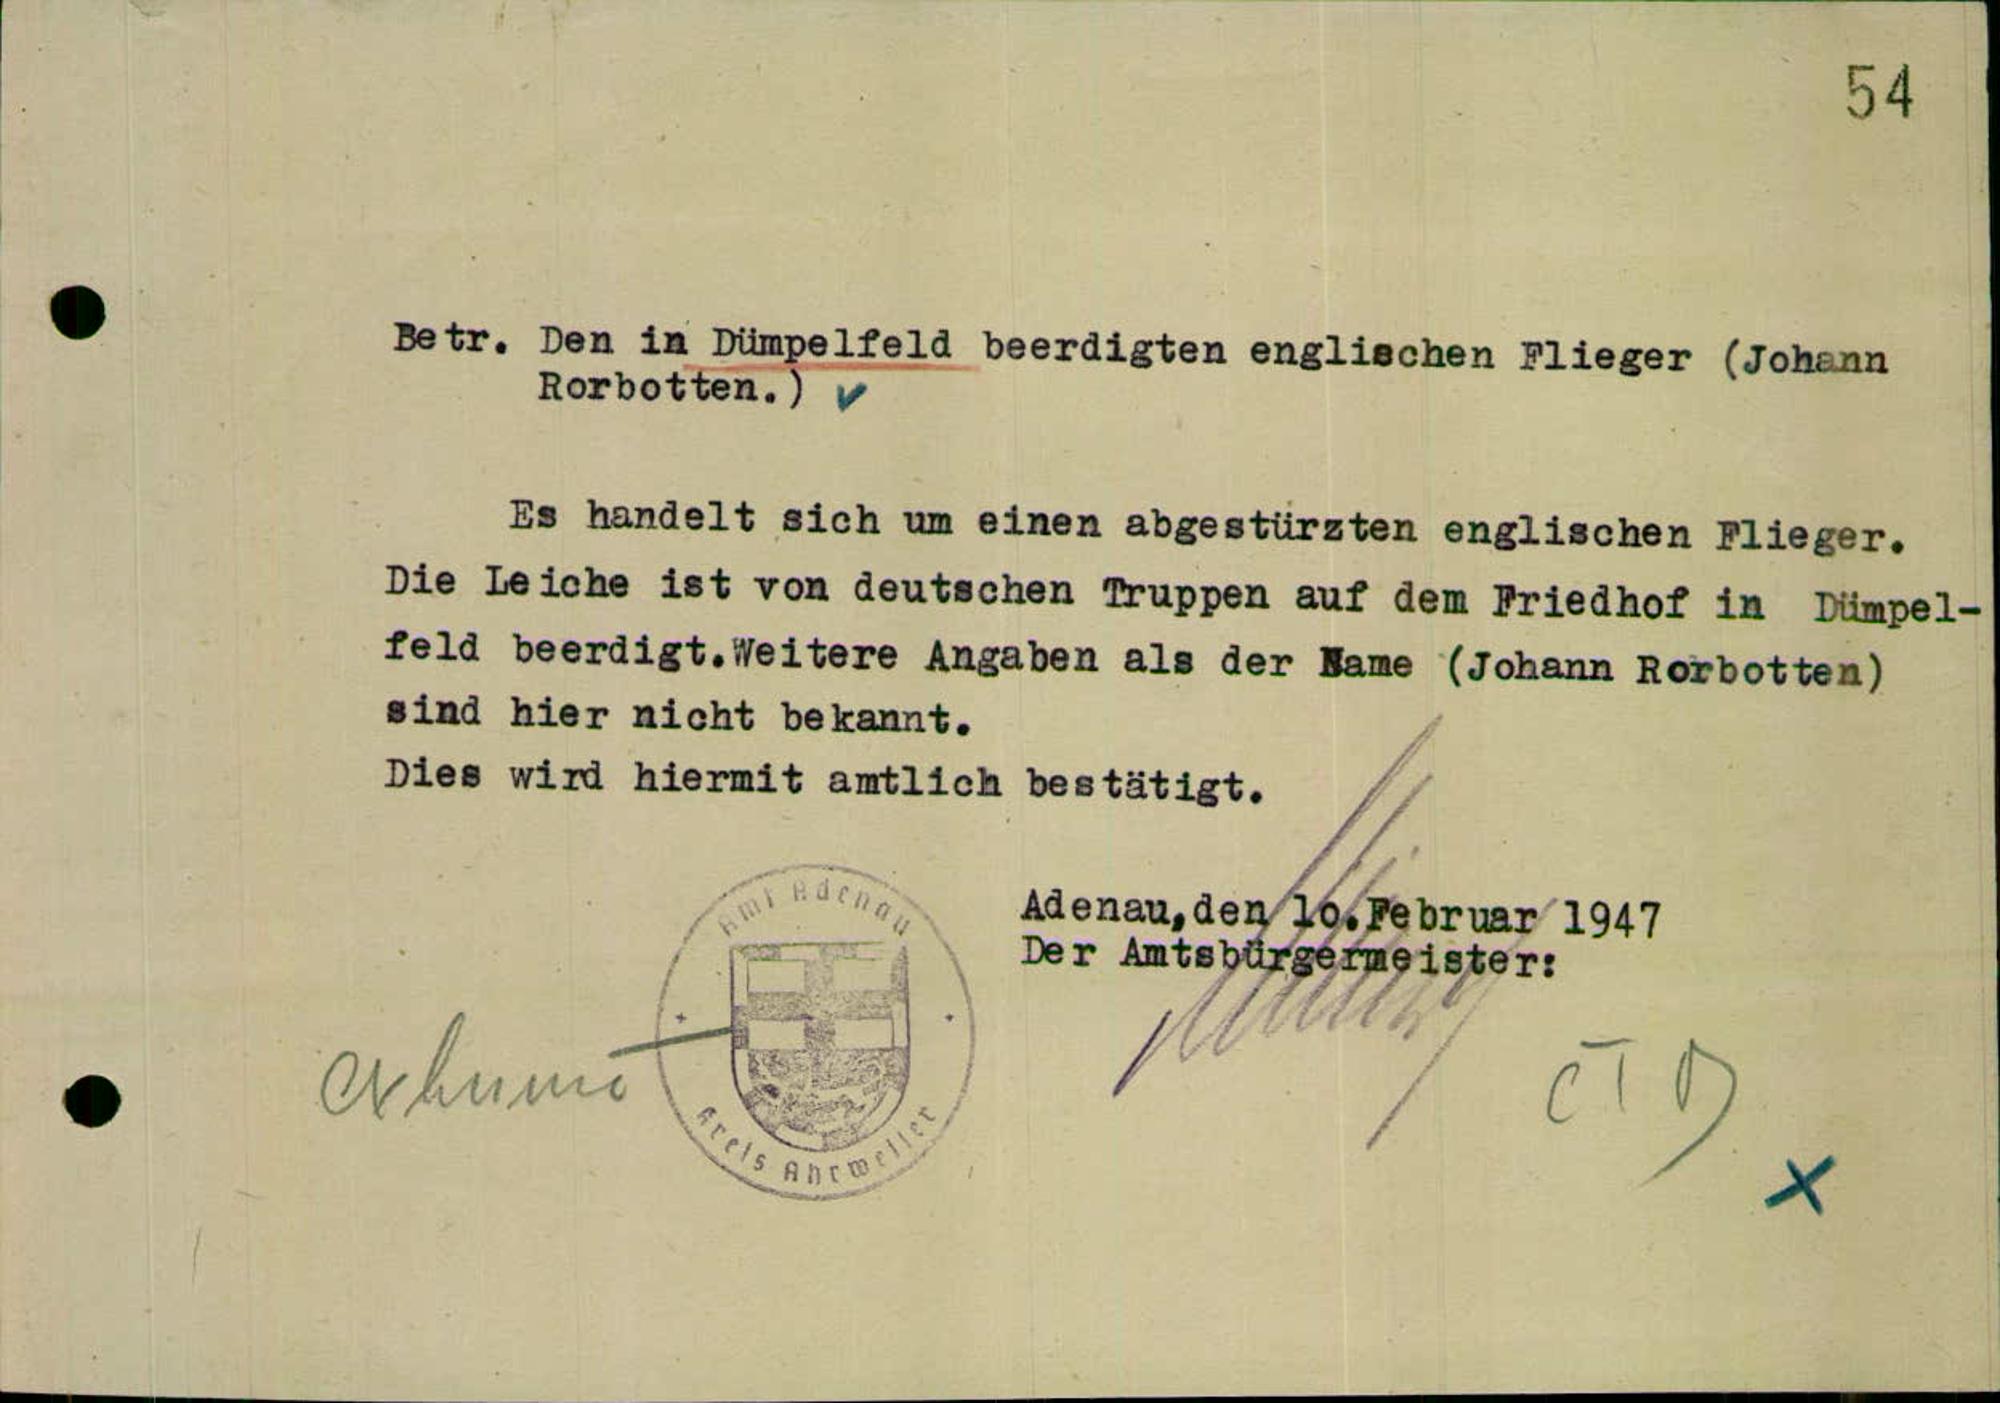 54
Betr. Den in Dümpelfeld beerdigten englischen Flieger (Johann
Rorbotten.)
Es handelt sich um einen abgestürzten englischen Flieger.
Die Leiche ist von deutschen Truppen auf dem Friedhof in Dümpel-
feld beerdigt.Weitere Angaben als der Name (Johann Rorbotten)
sind hier nicht bekannt.
Dies wird hiermit amtlich bestätigt.
Amt Adenau
Kreis Ahrweiler
Adenau,den 1o.Februar 1947
Der Amtsbürgermeister: